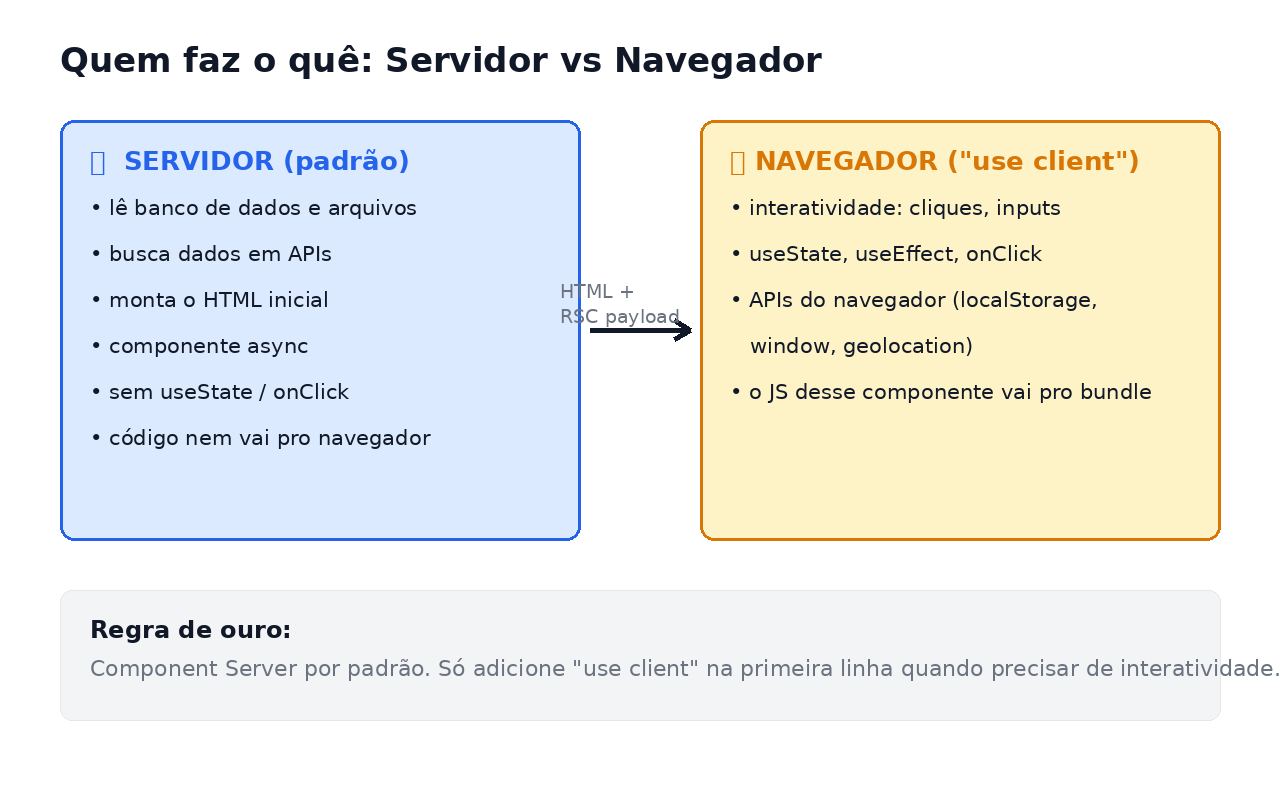 Quem faz o quê: Servidor vs Navegador
SERVIDOR (padrão)
• lê banco de dados e arquivos
• busca dados em APIs
• monta o HTML inicial
• componente async
• sem useState / onClick
• código nem vai pro navegador
HTML +
RSC payload
NAVEGADOR ("use client")
• interatividade: cliques, inputs
• useState, useEffect, onClick
• APIs do navegador (localStorage,
window, geolocation)
• o JS desse componente vai pro bundle
Regra de ouro:
Component Server por padrão. Só adicione "use client" na primeira linha quando precisar de interatividade.